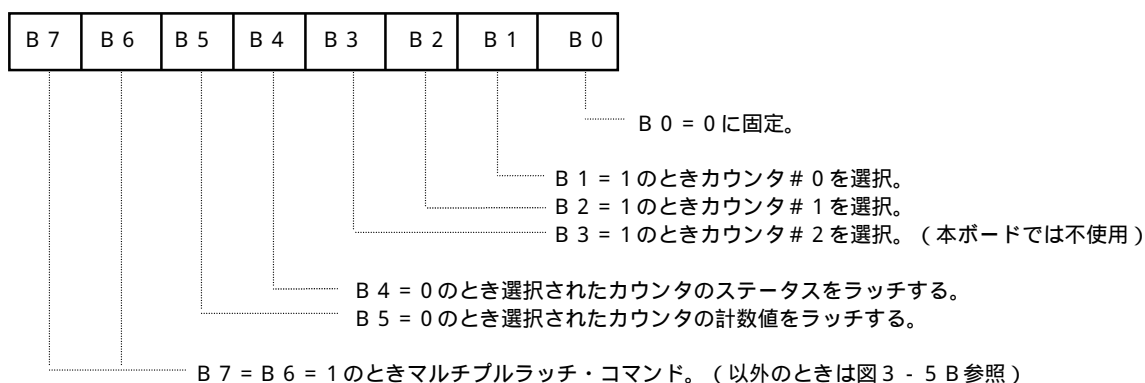 B7 B6 B5 B4 B3 B2 B1 B0
B0=0に固定。
B1=1のときカウンタ#0を選択。
B2=1のときカウンタ#1を選択。
B3=1のときカウンタ#2を選択。(本ボードでは不使用)
B4=0のとき選択されたカウンタのステータスをラッチする。
B5=0のとき選択されたカウンタの計数値をラッチする。
B7=B6=1のときマルチプルラッチ・コマンド。(以外のときは図3-5B参照)